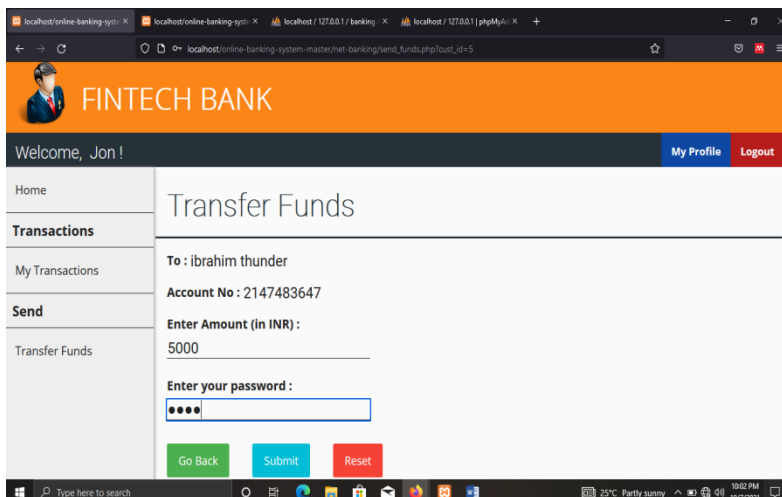 localhost/online-banking-syste
localhost/online-banking-syste
localhost / 127.0.0.1 / banking /
localhost / 127.0.0.1 | phpMyAd
localhost/online-banking-system-master/net-banking/send_funds.php?cust_id=5
FINTECH BANK
Welcome, Jon !
My Profile
Logout
Home
Transactions
My Transactions
Send
Transfer Funds
Transfer Funds
To : ibrahim thunder
Account No : 2147483647
Enter Amount (in INR) :
5000
Enter your password :
••••
Go Back
Submit
Reset
Type here to search
25°C Partly sunny
10:02 PM